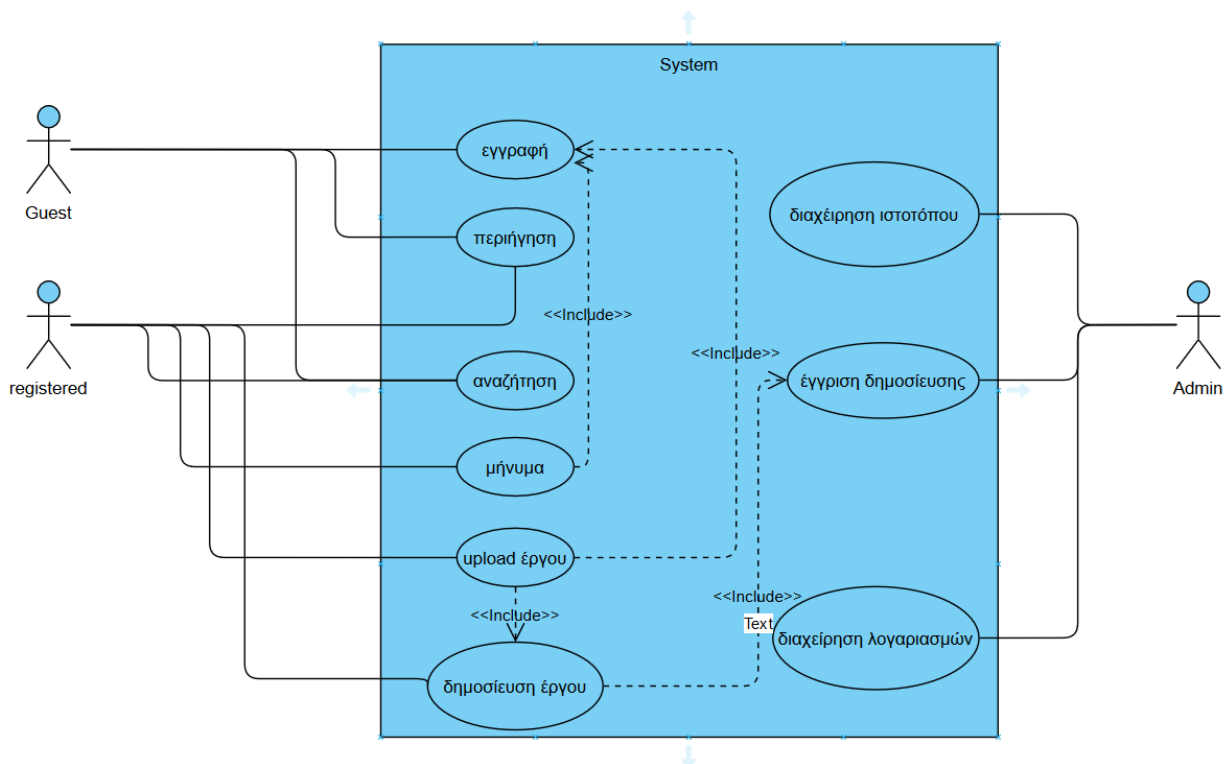 System
Guest
εγγραφή
διαχέιρηση ιστοτόπου
περιήγηση
<<Include>>
registered
<<Include>>
αναζήτηση
έγγριση δημοσίευσης
Admin
μήνυμα
upload έργου
<<Include>>
<<Include>>
Text
διαχείρηση λογαριασμών
δημοσίευση έργου